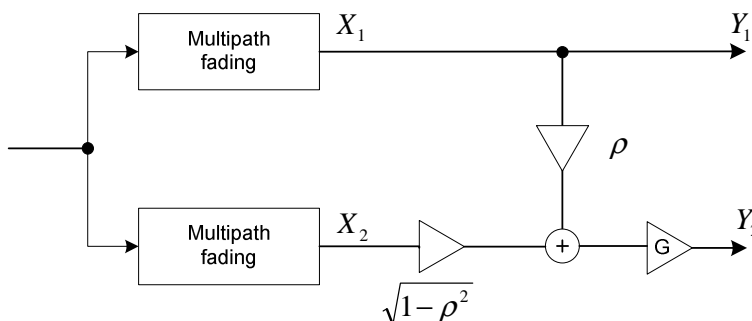 Multipath
fading
X₁
Y₁
ρ
Multipath
fading
X₂
√(1 − ρ²)
+
G
Y₂